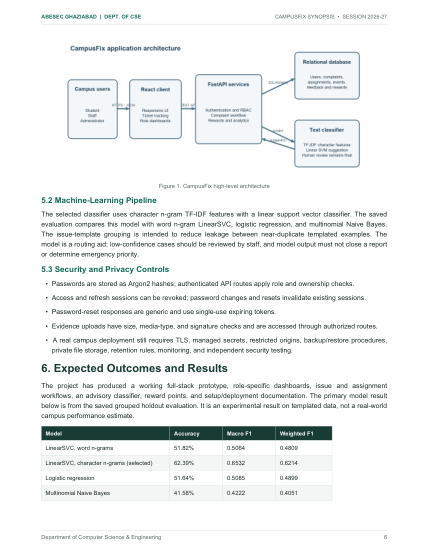 ABESEC GHAZIABAD | DEPT. OF CSE
CAMPUSFIX SYNOPSIS • SESSION 2026-27
CampusFix application architecture
Campus users
Student
Staff
Administrator
React client
Responsive UI
Ticket tracking
Role dashboards
FastAPI services
Authentication and RBAC
Complaint workflow
Rewards and analytics
Relational database
Users, complaints,
assignments, events,
feedback and rewards
Text classifier
TF-IDF character features
Linear SVM suggestion
Human review remains final
Figure 1. CampusFix high-level architecture
5.2 Machine-Learning Pipeline
The selected classifier uses character n-gram TF-IDF features with a linear support vector classifier. The saved
evaluation compares this model with word n-gram LinearSVC, logistic regression, and multinomial Naive Bayes.
The issue-template grouping is intended to reduce leakage between near-duplicate templated examples. The
model is a routing aid; low-confidence cases should be reviewed by staff, and model output must not close a report
or determine emergency priority.
5.3 Security and Privacy Controls
• Passwords are stored as Argon2 hashes; authenticated API routes apply role and ownership checks.
• Access and refresh sessions can be revoked; password changes and resets invalidate existing sessions.
• Password-reset responses are generic and use single-use expiring tokens.
• Evidence uploads have size, media-type, and signature checks and are accessed through authorized routes.
• A real campus deployment still requires TLS, managed secrets, restricted origins, backup/restore procedures,
private file storage, retention rules, monitoring, and independent security testing.
6. Expected Outcomes and Results
The project has produced a working full-stack prototype, role-specific dashboards, issue and assignment
workflows, an advisory classifier, reward points, and setup/deployment documentation. The primary model result
below is from the saved grouped holdout evaluation. It is an experimental result on templated data, not a real-world
campus performance estimate.
Model Accuracy Macro F1 Weighted F1
LinearSVC, word n-grams 51.82% 0.5064 0.4809
LinearSVC, character n-grams (selected) 62.39% 0.6532 0.6214
Logistic regression 51.64% 0.5085 0.4899
Multinomial Naive Bayes 41.58% 0.4222 0.4051
Department of Computer Science & Engineering
6